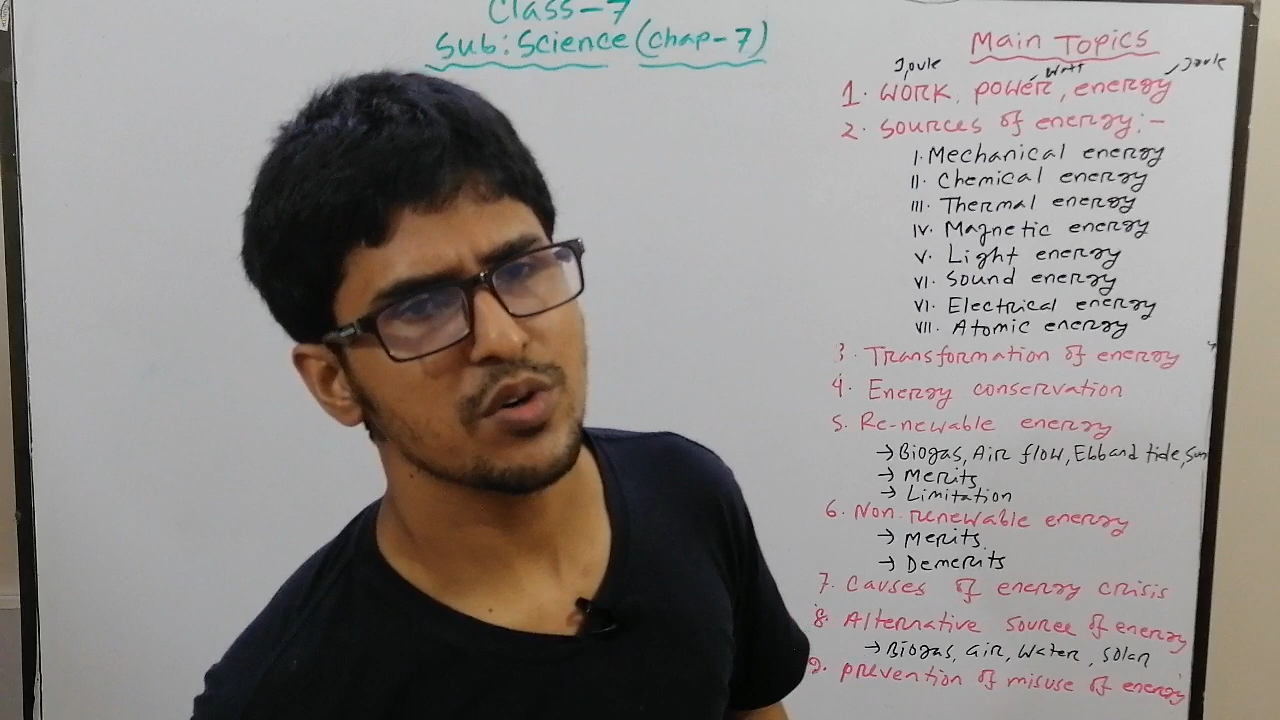 Class-7
Sub: Science (chap-7)
Main Topics
Joule Watt Joule
1. Work, power, energy
2. Sources of energy:-
I. Mechanical energy
II. Chemical energy
III. Thermal energy
IV. Magnetic energy
V. Light energy
VI. Sound energy
VI. Electrical energy
VII. Atomic energy
3. Transformation of energy
4. Energy conservation
5. Re-newable energy
→ Biogas, Air flow, Ebb and tide, sun
→ Merits
→ Limitation
6. Non-renewable energy
→ Merits
→ Demerits
7. Causes of energy crisis
8. Alternative source of energy
→ Biogas, air, water, solar
9. prevention of misuse of energy